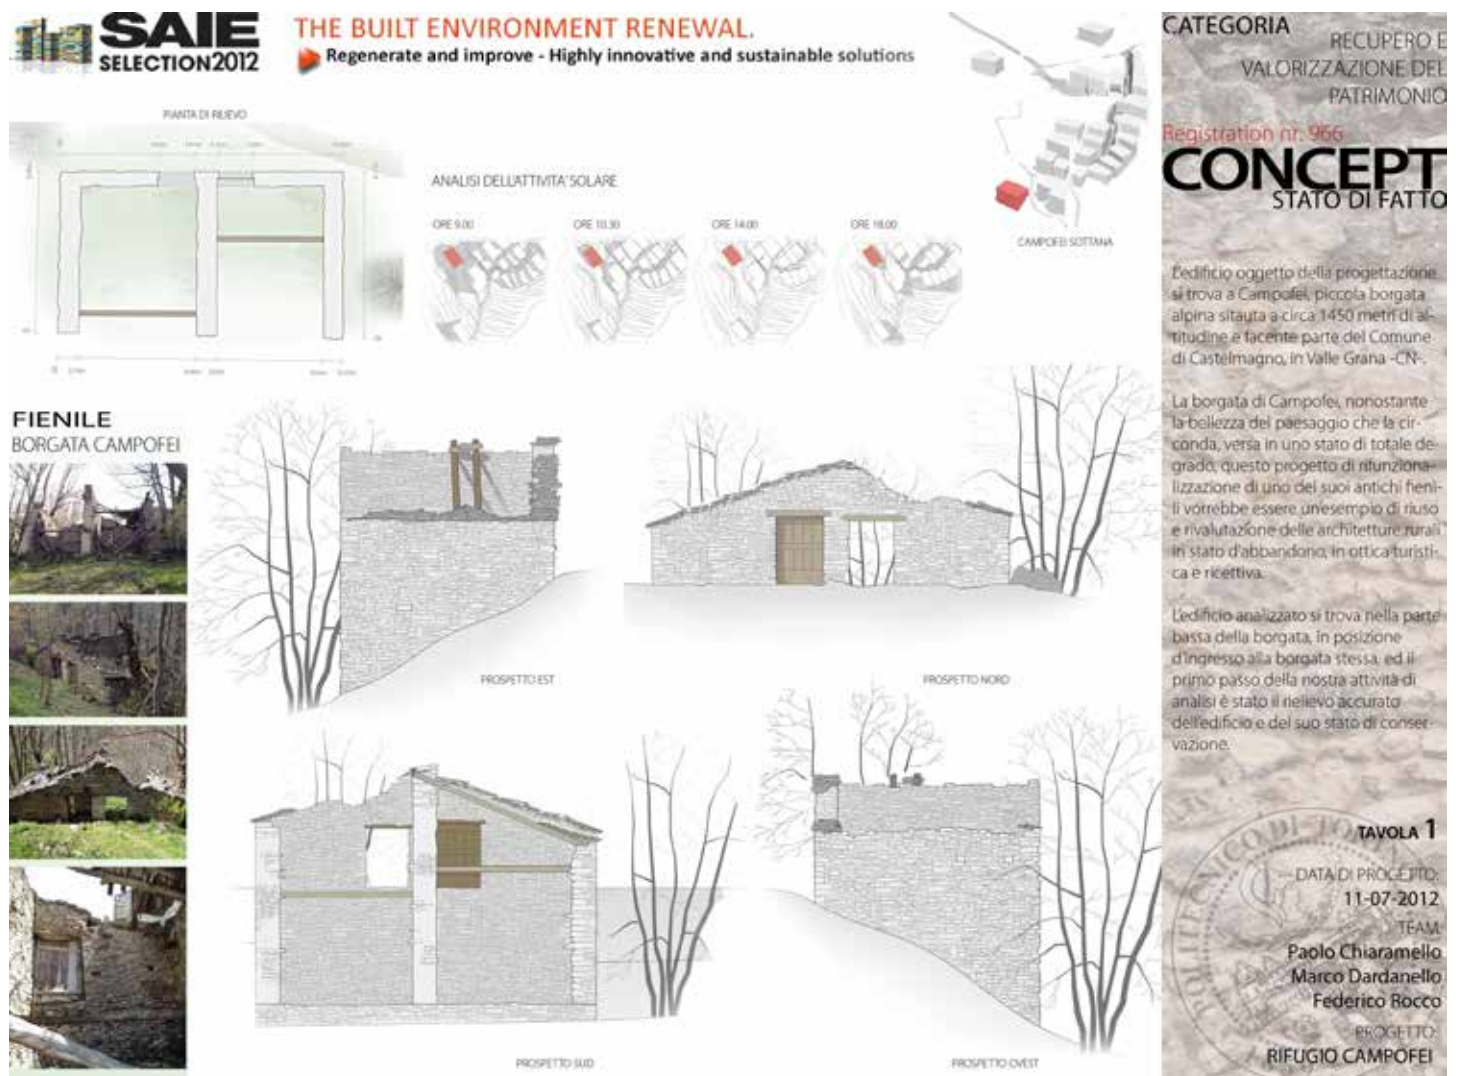 SAIE
SELECTION2012
THE BUILT ENVIRONMENT RENEWAL.
Regenerate and improve - Highly innovative and sustainable solutions
PIANTA DI RILIEVO
ANALISI DELL'ATTIVITA' SOLARE
ORE 9.00
ORE 10.30
ORE 14.00
ORE 18.00
CAMPOFEI SOTTANA
FIENILE
BORGATA CAMPOFEI
PROSPETTO EST
PROSPETTO NORD
PROSPETTO SUD
PROSPETTO OVEST
CATEGORIA
RECUPERO E
VALORIZZAZIONE DEL
PATRIMONIO
Registration nr. 966
CONCEPT
STATO DI FATTO
L'edificio oggetto della progettazione
si trova a Campofei, piccola borgata
alpina sitauta a circa 1450 metri di al-
titudine e facente parte del Comune
di Castelmagno, in Valle Grana -CN-.
La borgata di Campofei, nonostante
la bellezza del paesaggio che la cir-
conda, versa in uno stato di totale de-
grado, questo progetto di rifunziona-
lizzazione di uno dei suoi antichi fieni-
li vorrebbe essere un'esempio di riuso
e rivalutazione delle architetture rurali
in stato d'abbandono, in ottica turisti-
ca e ricettiva.
L'edificio analizzato si trova nella parte
bassa della borgata, in posizione
d'ingresso alla borgata stessa, ed il
primo passo della nostra attività di
analisi è stato il rielievo accurato
dell'edificio e del suo stato di conser-
vazione.
POLITECNICO DI TORINO
TAVOLA 1
DATA DI PROGETTO:
11-07-2012
TEAM:
Paolo Chiaramello
Marco Dardanello
Federico Rocco
PROGETTO:
RIFUGIO CAMPOFEI